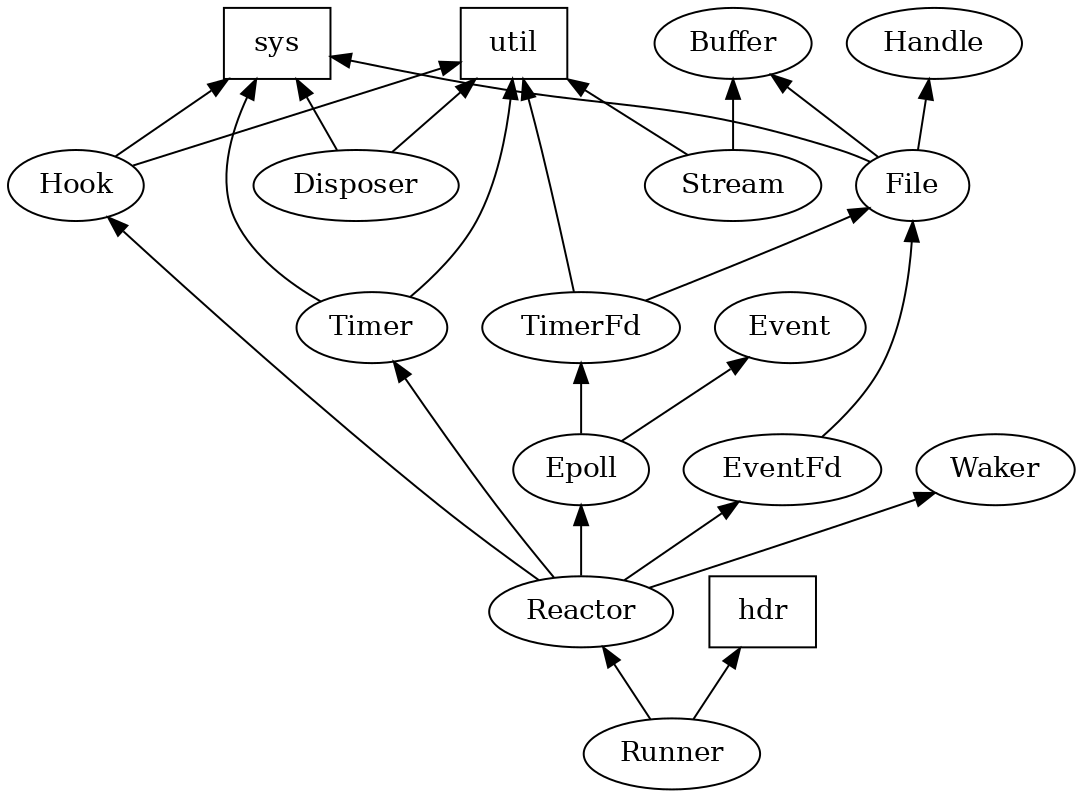 sys
util
Buffer
Handle
Hook
Disposer
Stream
File
Timer
TimerFd
Event
Epoll
EventFd
Waker
Reactor
hdr
Runner